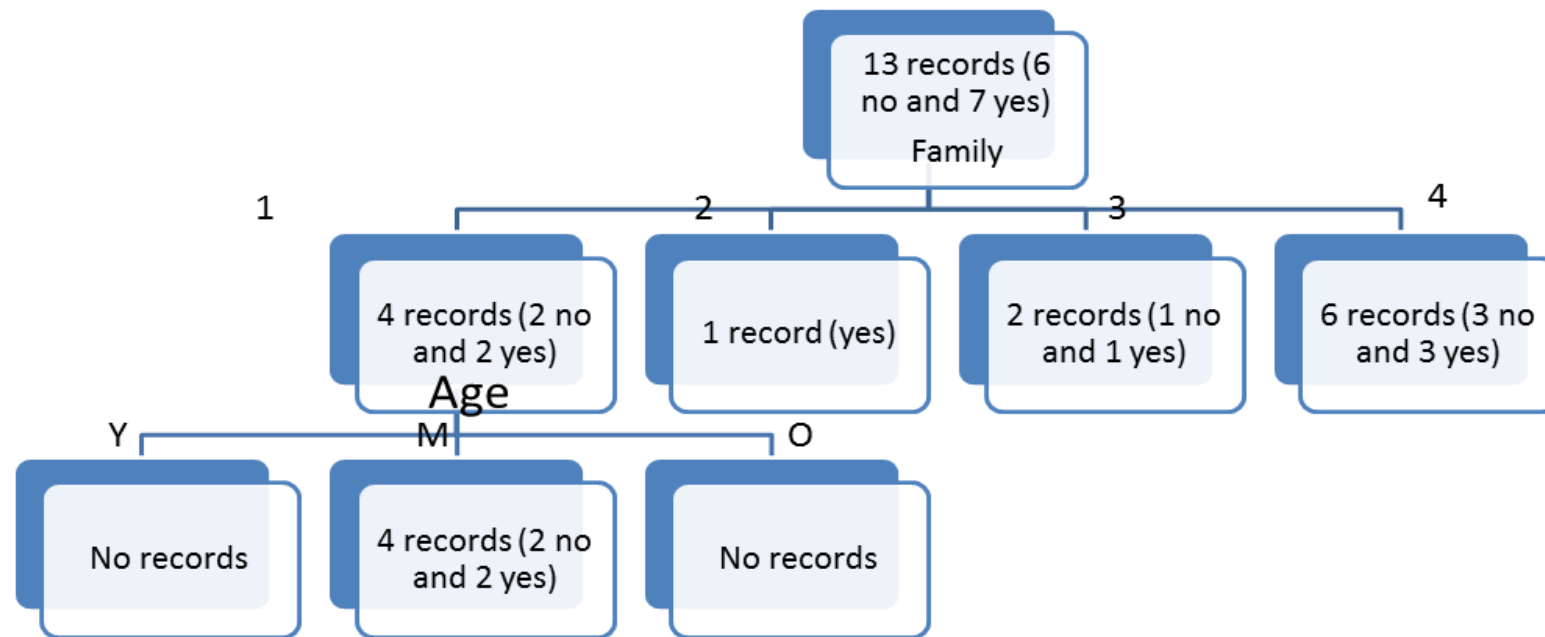 13 records (6
no and 7 yes)
Family
1
2
3
4
4 records (2 no
and 2 yes)
Age
1 record (yes)
2 records (1 no
and 1 yes)
6 records (3 no
and 3 yes)
Y
M
O
No records
4 records (2 no
and 2 yes)
No records